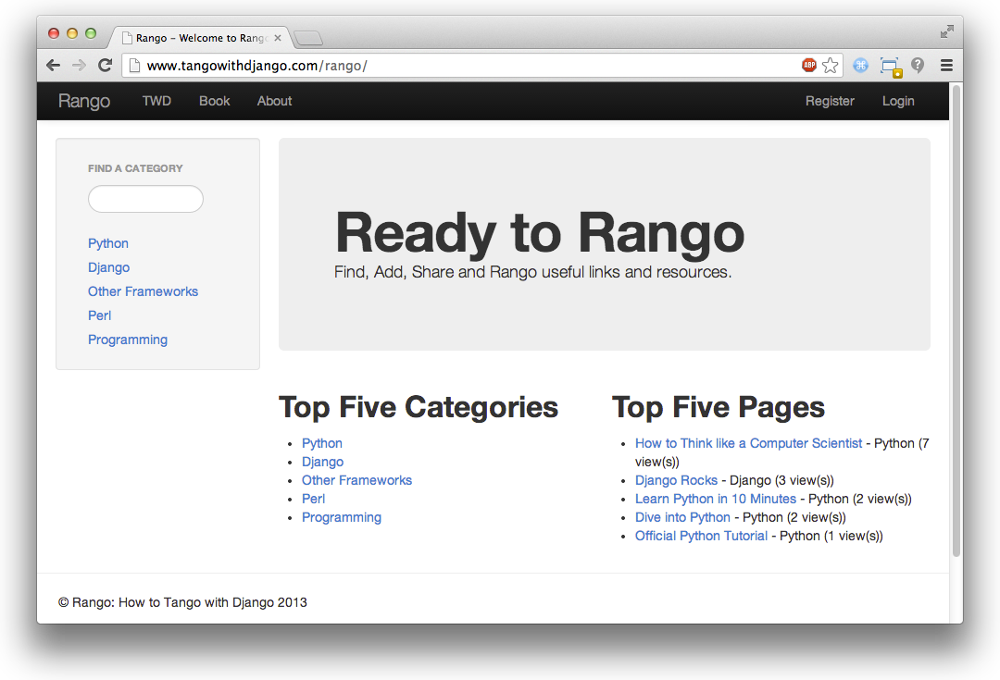 Rango - Welcome to Rang
www.tangowithdjango.com/rango/
ABP
Rango TWD Book About Register Login
FIND A CATEGORY
Python
Django
Other Frameworks
Perl
Programming
Ready to Rango
Find, Add, Share and Rango useful links and resources.
Top Five Categories
Python
Django
Other Frameworks
Perl
Programming
Top Five Pages
How to Think like a Computer Scientist - Python (7
view(s))
Django Rocks - Django (3 view(s))
Learn Python in 10 Minutes - Python (2 view(s))
Dive into Python - Python (2 view(s))
Official Python Tutorial - Python (1 view(s))
© Rango: How to Tango with Django 2013